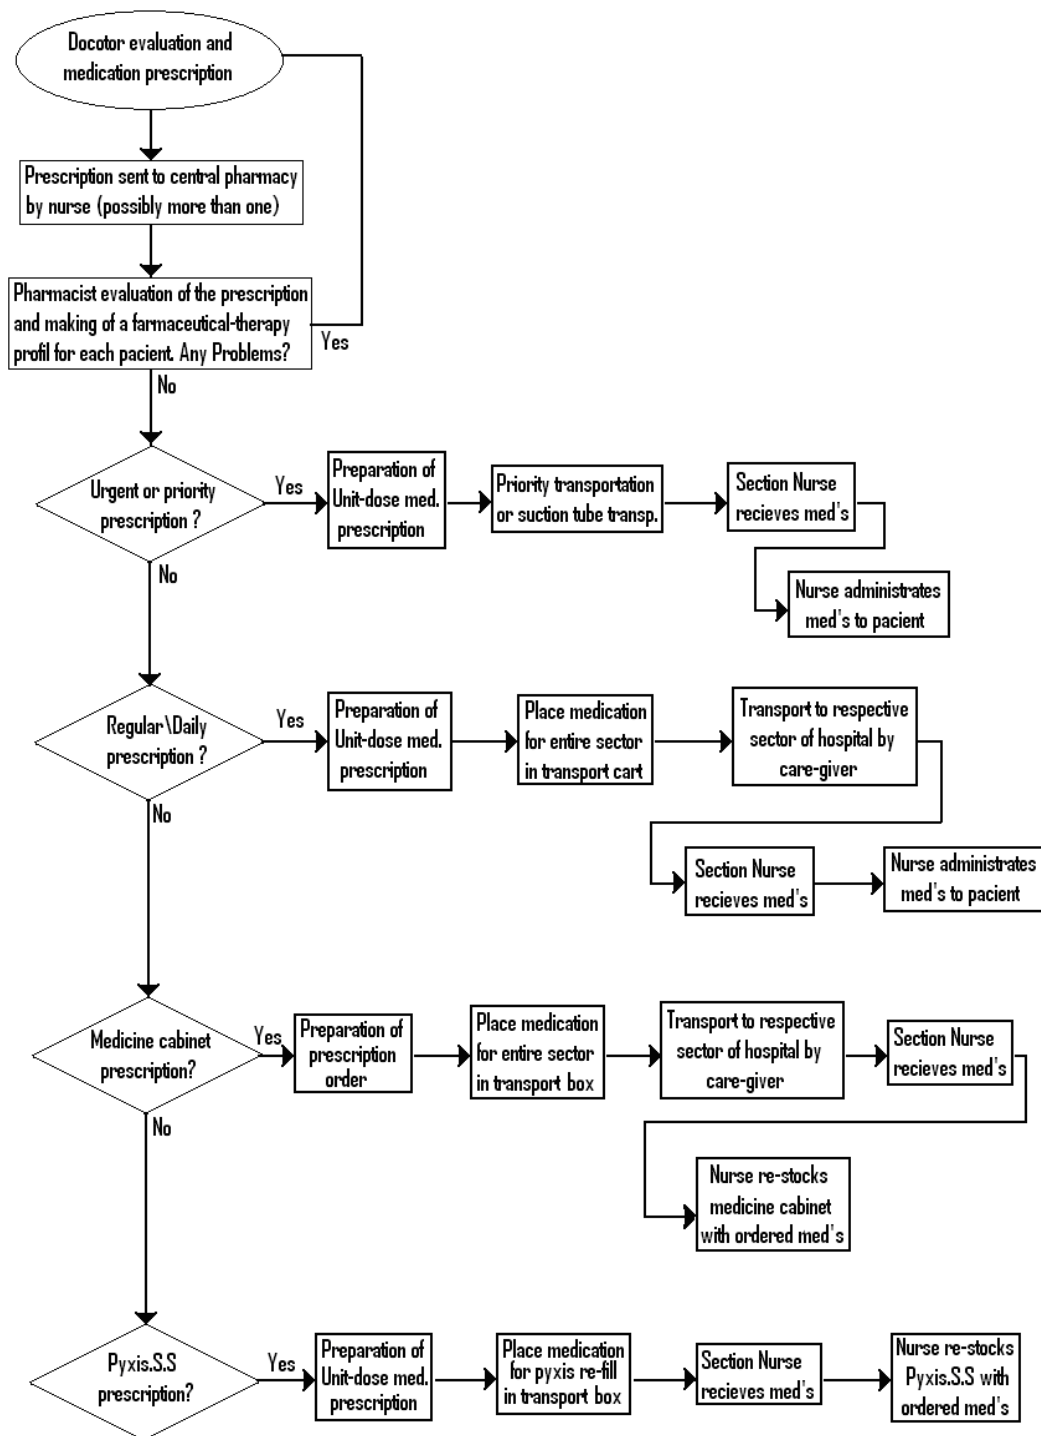 Docotor evaluation and
medication prescription
Prescription sent to central pharmacy
by nurse (possibly more than one)
Pharmacist evaluation of the prescription
and making of a farmaceutical-therapy
profil for each pacient. Any Problems?
Yes
No
Urgent or priority
prescription ?
Yes
Preparation of
Unit-dose med.
prescription
Priority transportation
or suction tube transp.
Section Nurse
recieves med's
Nurse administrates
med's to pacient
No
Regular\Daily
prescription ?
Yes
Preparation of
Unit-dose med.
prescription
Place medication
for entire sector
in transport cart
Transport to respective
sector of hospital by
care-giver
Section Nurse
recieves med's
Nurse administrates
med's to pacient
No
Medicine cabinet
prescription?
Yes
Preparation of
prescription
order
Place medication
for entire sector
in transport box
Transport to respective
sector of hospital by
care-giver
Section Nurse
recieves med's
Nurse re-stocks
medicine cabinet
with ordered med's
No
Pyxis.S.S
prescription?
Yes
Preparation of
Unit-dose med.
prescription
Place medication
for pyxis re-fill
in transport box
Section Nurse
recieves med's
Nurse re-stocks
Pyxis.S.S with
ordered med's